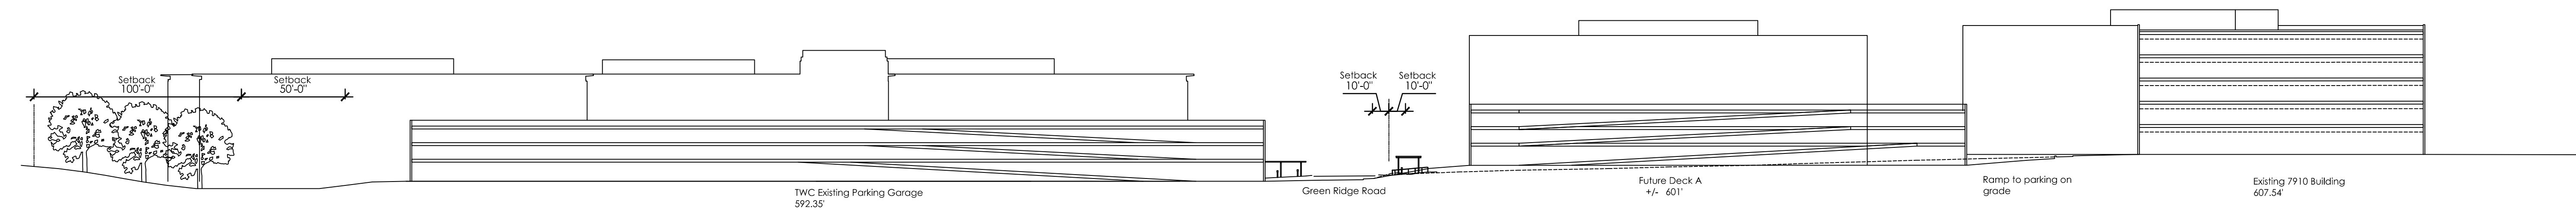 Setback
100'-0"
Setback
50'-0"
Setback
10'-0"
Setback
10'-0"
TWC Existing Parking Garage
592.35'
Green Ridge Road
Future Deck A
+/- 601'
Ramp to parking on
grade
Existing 7910 Building
607.54'